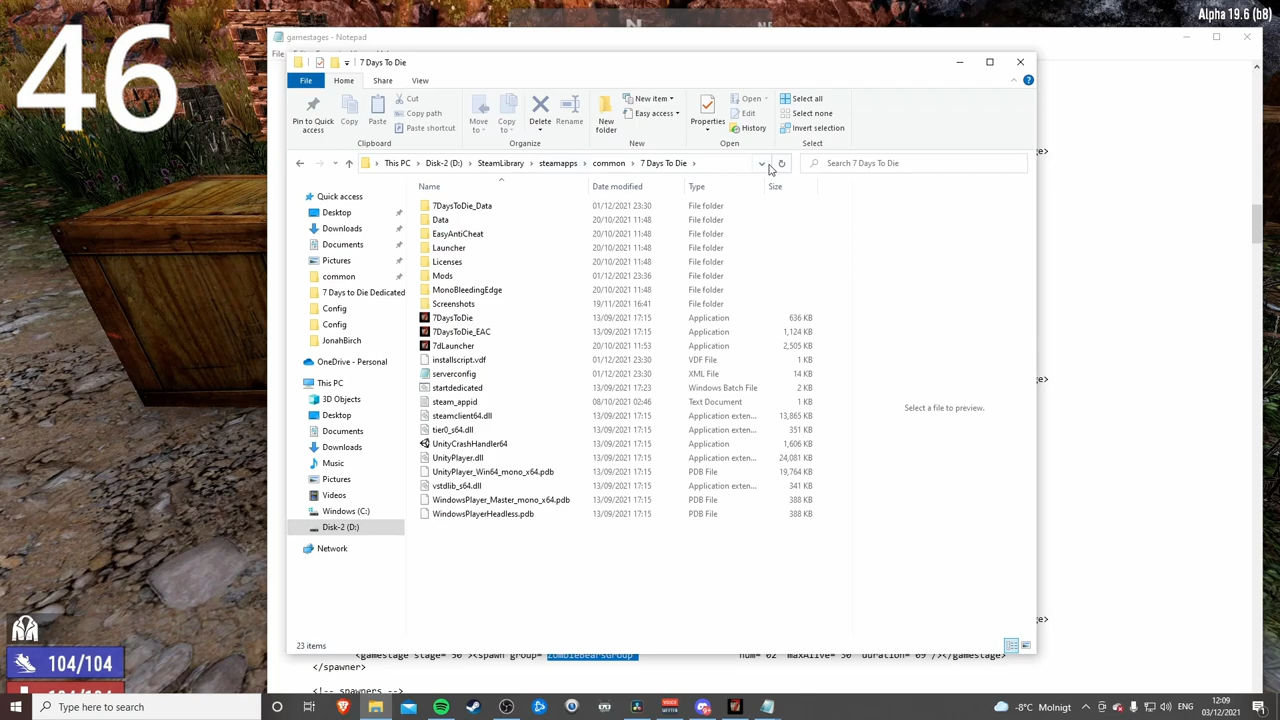 Alpha 19.6 (b8)
46
gamestages - Notepad
File
7 Days To Die
File Home Share View
Pin to Quick access
Copy
Paste
Cut
Copy path
Paste shortcut
Clipboard
Move to
Copy to
Delete
Rename
Organize
New folder
New item
Easy access
New
Properties
Open
Edit
History
Open
Select all
Select none
Invert selection
Select
This PC > Disk-2 (D:) > SteamLibrary > steamapps > common > 7 Days To Die >
Search 7 Days To Die
Name Date modified Type Size
Quick access
Desktop
Downloads
Documents
Pictures
common
7 Days to Die Dedicated
Config
Config
JonahBirch
OneDrive - Personal
This PC
3D Objects
Desktop
Documents
Downloads
Music
Pictures
Videos
Windows (C:)
Disk-2 (D:)
Network
7DaysToDie_Data 01/12/2021 23:30 File folder
Data 20/10/2021 11:48 File folder
EasyAntiCheat 20/10/2021 11:48 File folder
Launcher 20/10/2021 11:48 File folder
Licenses 20/10/2021 11:48 File folder
Mods 01/12/2021 23:36 File folder
MonoBleedingEdge 20/10/2021 11:48 File folder
Screenshots 19/11/2021 16:41 File folder
7DaysToDie 13/09/2021 17:15 Application 636 KB
7DaysToDie_EAC 13/09/2021 17:15 Application 1,124 KB
7dLauncher 20/10/2021 11:53 Application 2,505 KB
installscript.vdf 01/12/2021 23:30 VDF File 1 KB
serverconfig 01/12/2021 23:30 XML File 14 KB
startdedicated 13/09/2021 17:23 Windows Batch File 2 KB
steam_appid 08/10/2021 02:46 Text Document 1 KB
steamclient64.dll 13/09/2021 17:15 Application exten... 13,865 KB
tier0_s64.dll 13/09/2021 17:15 Application exten... 351 KB
UnityCrashHandler64 13/09/2021 17:15 Application 1,606 KB
UnityPlayer.dll 13/09/2021 17:15 Application exten... 24,081 KB
UnityPlayer_Win64_mono_x64.pdb 13/09/2021 17:15 PDB File 19,764 KB
vstdlib_s64.dll 13/09/2021 17:15 Application exten... 341 KB
WindowsPlayer_Master_mono_x64.pdb 13/09/2021 17:15 PDB File 388 KB
WindowsPlayerHeadless.pdb 13/09/2021 17:15 PDB File 388 KB
Select a file to preview.
23 items
ge>
ge>
ge>
</spawner>
<!-- spawners -->
104/104
Type here to search
-8°C Molnigt
ENG
12:09
03/12/2021